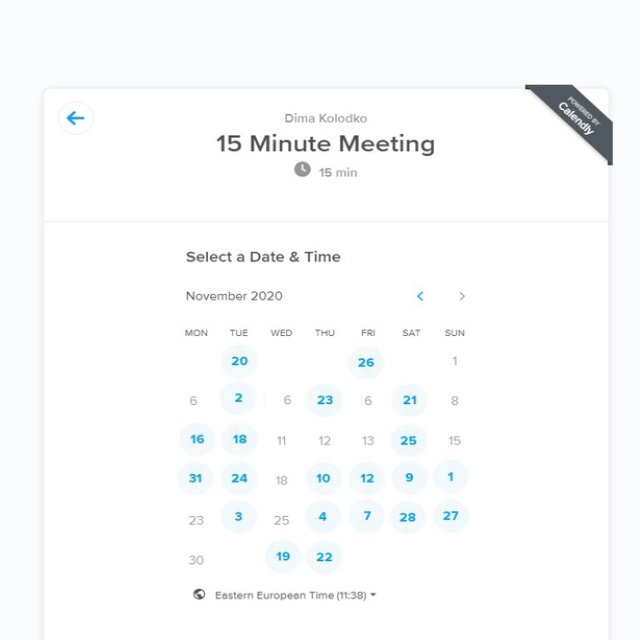 POWERED BY
Calendly
Dima Kolodko
15 Minute Meeting
15 min
Select a Date & Time
November 2020
MON TUE WED THU FRI SAT SUN
20 26 1
6 2 6 23 6 21 8
16 18 11 12 13 25 15
31 24 18 10 12 9 1
23 3 25 4 7 28 27
30 19 22
Eastern European Time (11:38)